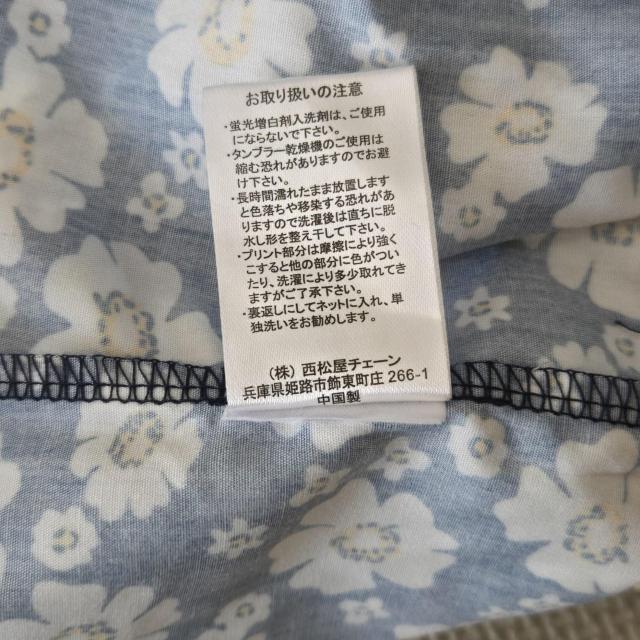 お取り扱いの注意
・蛍光増白剤入洗剤は、ご使用
にならないで下さい。
・タンブラー乾燥機のご使用は
縮む恐れがありますのでお避
け下さい。
・長時間濡れたまま放置します
と色落ちや移染する恐れがあ
りますので洗濯後は直ちに脱
水し形を整え干して下さい。
・プリント部分は摩擦により強く
こすると他の部分に色がつい
たり、洗濯により多少取れてき
ますがご了承下さい。
・裏返しにしてネットに入れ、単
独洗いをお勧めします。
(株) 西松屋チェーン
兵庫県姫路市飾東町庄 266-1
中国製